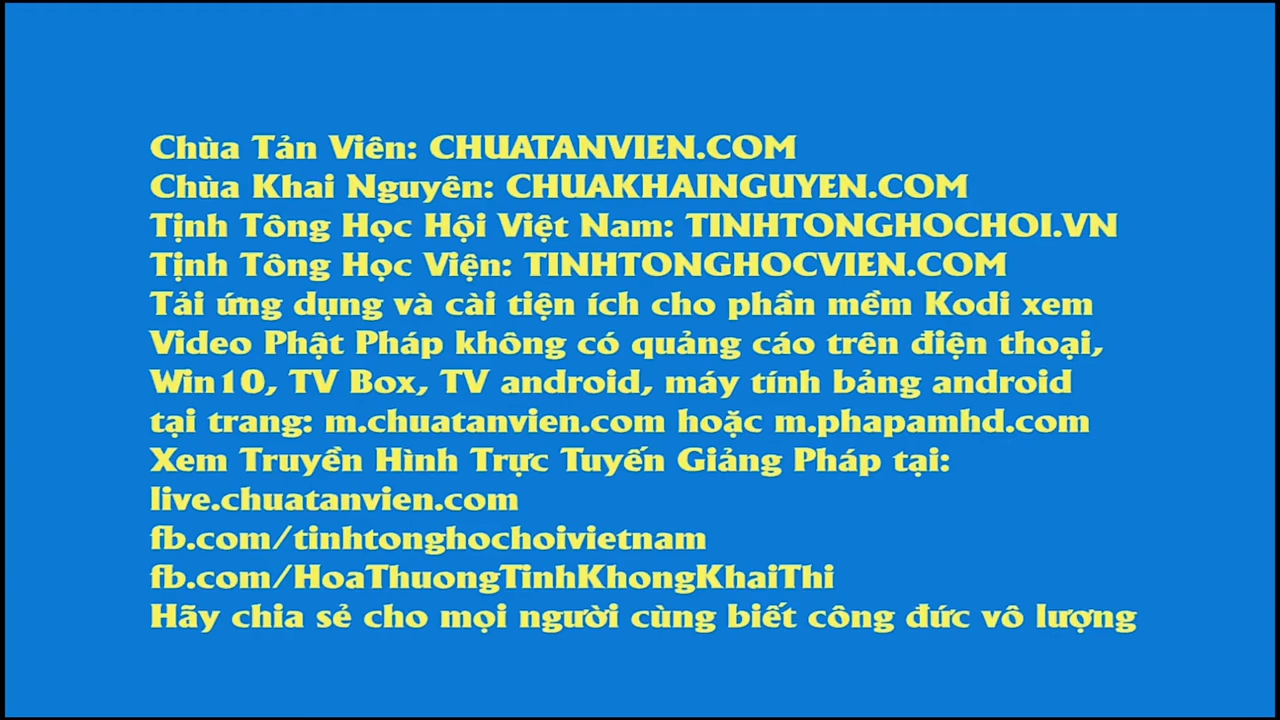 Chùa Tản Viên: CHUATANVIEN.COM
Chùa Khai Nguyên: CHUAKHAINGUYEN.COM
Tịnh Tông Học Hội Việt Nam: TINHTONGHOCHOI.VN
Tịnh Tông Học Viện: TINHTONGHOCVIEN.COM
Tải ứng dụng và cài tiện ích cho phần mềm Kodi xem
Video Phật Pháp không có quảng cáo trên điện thoại,
Win10, TV Box, TV android, máy tính bảng android
tại trang: m.chuatanvien.com hoặc m.phapamhd.com
Xem Truyền Hình Trực Tuyến Giảng Pháp tại:
live.chuatanvien.com
fb.com/tinhtonghochoivietnam
fb.com/HoaThuongTinhKhongKhaiThi
Hãy chia sẻ cho mọi người cùng biết công đức vô lượng